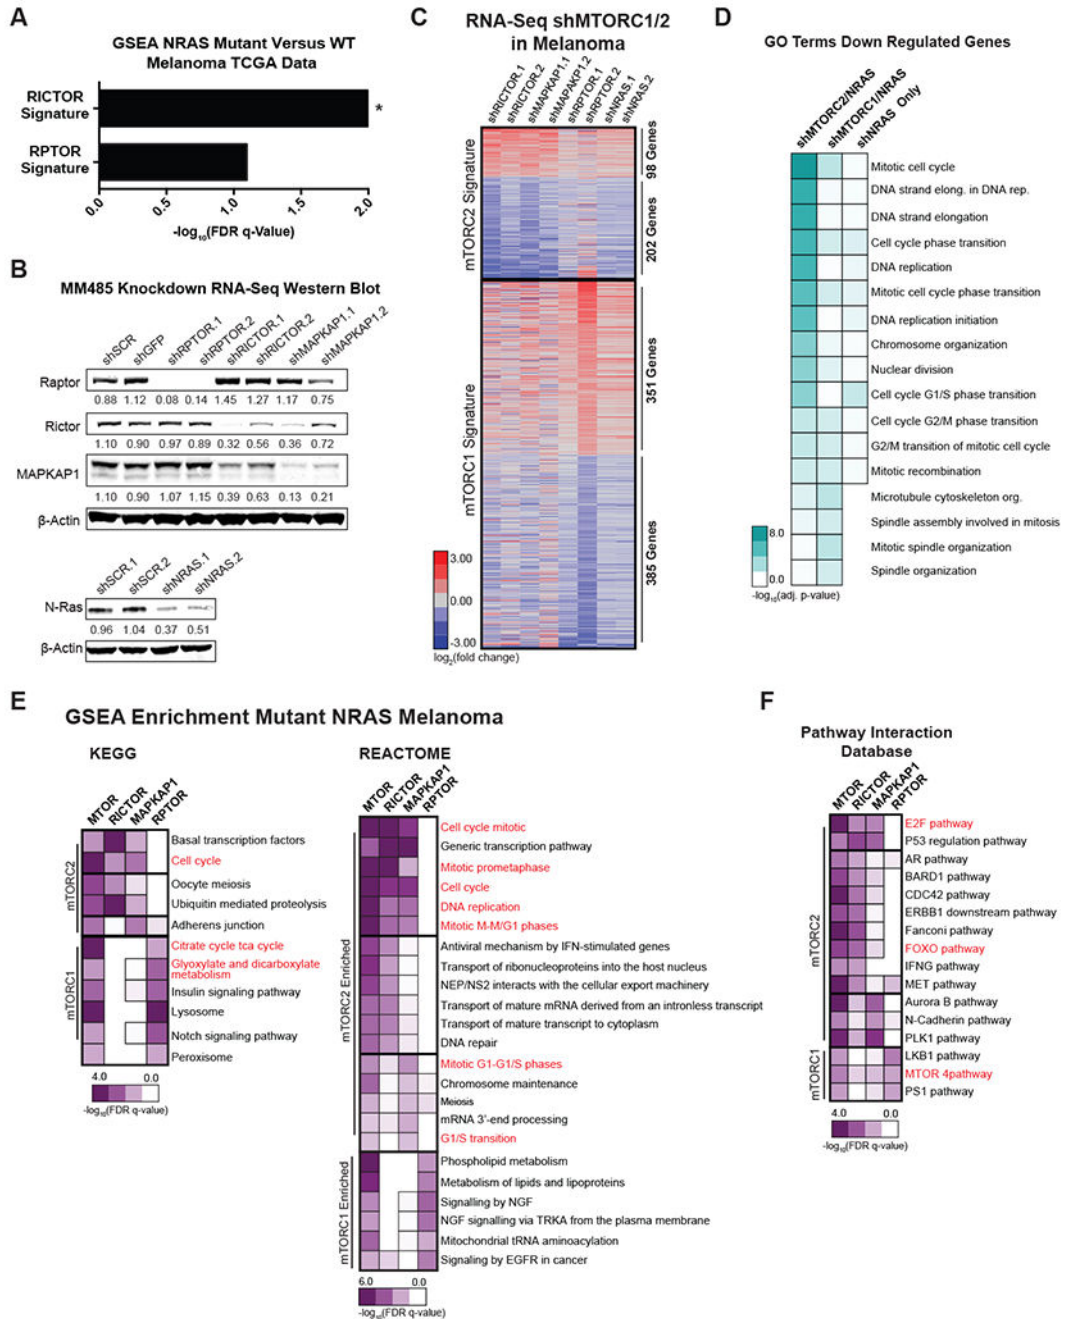 A
GSEA NRAS Mutant Versus WT
Melanoma TCGA Data
RICTOR
Signature
*
RPTOR
Signature
0.0
0.5
1.0
1.5
2.0
-log10(FDR q-Value)
B
MM485 Knockdown RNA-Seq Western Blot
shSCR
shGFP
shRPTOR.1
shRPTOR.2
shRICTOR.1
shRICTOR.2
shMAPKAP1.1
shMAPKAP1.2
Raptor
0.88 1.12 0.08 0.14 1.45 1.27 1.17 0.75
Rictor
1.10 0.90 0.97 0.89 0.32 0.56 0.36 0.72
MAPKAP1
1.10 0.90 1.07 1.15 0.39 0.63 0.13 0.21
β-Actin
shSCR.1
shSCR.2
shNRAS.1
shNRAS.2
N-Ras
0.96 1.04 0.37 0.51
β-Actin
C
RNA-Seq shMTORC1/2
in Melanoma
shRICTOR.1
shRICTOR.2
shMAPKAP1.1
shMAPAKP1.2
shRPTOR.1
shRPTOR.2
shNRAS.1
shNRAS.2
mTORC2 Signature
98 Genes
202 Genes
mTORC1 Signature
351 Genes
385 Genes
3.00
0.00
-3.00
log2(fold change)
D
GO Terms Down Regulated Genes
shMTORC2/NRAS
shMTORC1/NRAS
shNRAS Only
Mitotic cell cycle
DNA strand elong. in DNA rep.
DNA strand elongation
Cell cycle phase transition
DNA replication
Mitotic cell cycle phase transition
DNA replication initiation
Chromosome organization
Nuclear division
Cell cycle G1/S phase transition
Cell cycle G2/M phase transition
G2/M transition of mitotic cell cycle
Mitotic recombination
Microtubule cytoskeleton org.
Spindle assembly involved in mitosis
Mitotic spindle organization
Spindle organization
8.0
0.0
-log10(adj. p-value)
E
GSEA Enrichment Mutant NRAS Melanoma
KEGG
MTOR
RICTOR
MAPKAP1
RPTOR
mTORC2
Basal transcription factors
Cell cycle
Oocyte meiosis
Ubiquitin mediated proteolysis
Adherens junction
mTORC1
Citrate cycle tca cycle
Glyoxylate and dicarboxylate
metabolism
Insulin signaling pathway
Lysosome
Notch signaling pathway
Peroxisome
4.0 0.0
-log10(FDR q-value)
REACTOME
MTOR
RICTOR
MAPKAP1
RPTOR
mTORC2 Enriched
Cell cycle mitotic
Generic transcription pathway
Mitotic prometaphase
Cell cycle
DNA replication
Mitotic M-M/G1 phases
Antiviral mechanism by IFN-stimulated genes
Transport of ribonucleoproteins into the host nucleus
NEP/NS2 interacts with the cellular export machinery
Transport of mature mRNA derived from an intronless transcript
Transport of mature transcript to cytoplasm
DNA repair
Mitotic G1-G1/S phases
Chromosome maintenance
Meiosis
mRNA 3'-end processing
G1/S transition
mTORC1 Enriched
Phospholipid metabolism
Metabolism of lipids and lipoproteins
Signalling by NGF
NGF signalling via TRKA from the plasma membrane
Mitochondrial tRNA aminoacylation
Signaling by EGFR in cancer
6.0 0.0
-log10(FDR q-value)
F
Pathway Interaction
Database
MTOR
RICTOR
MAPKAP1
RPTOR
mTORC2
E2F pathway
P53 regulation pathway
AR pathway
BARD1 pathway
CDC42 pathway
ERBB1 downstream pathway
Fanconi pathway
FOXO pathway
IFNG pathway
MET pathway
Aurora B pathway
N-Cadherin pathway
PLK1 pathway
mTORC1
LKB1 pathway
MTOR 4pathway
PS1 pathway
4.0 0.0
-log10(FDR q-value)